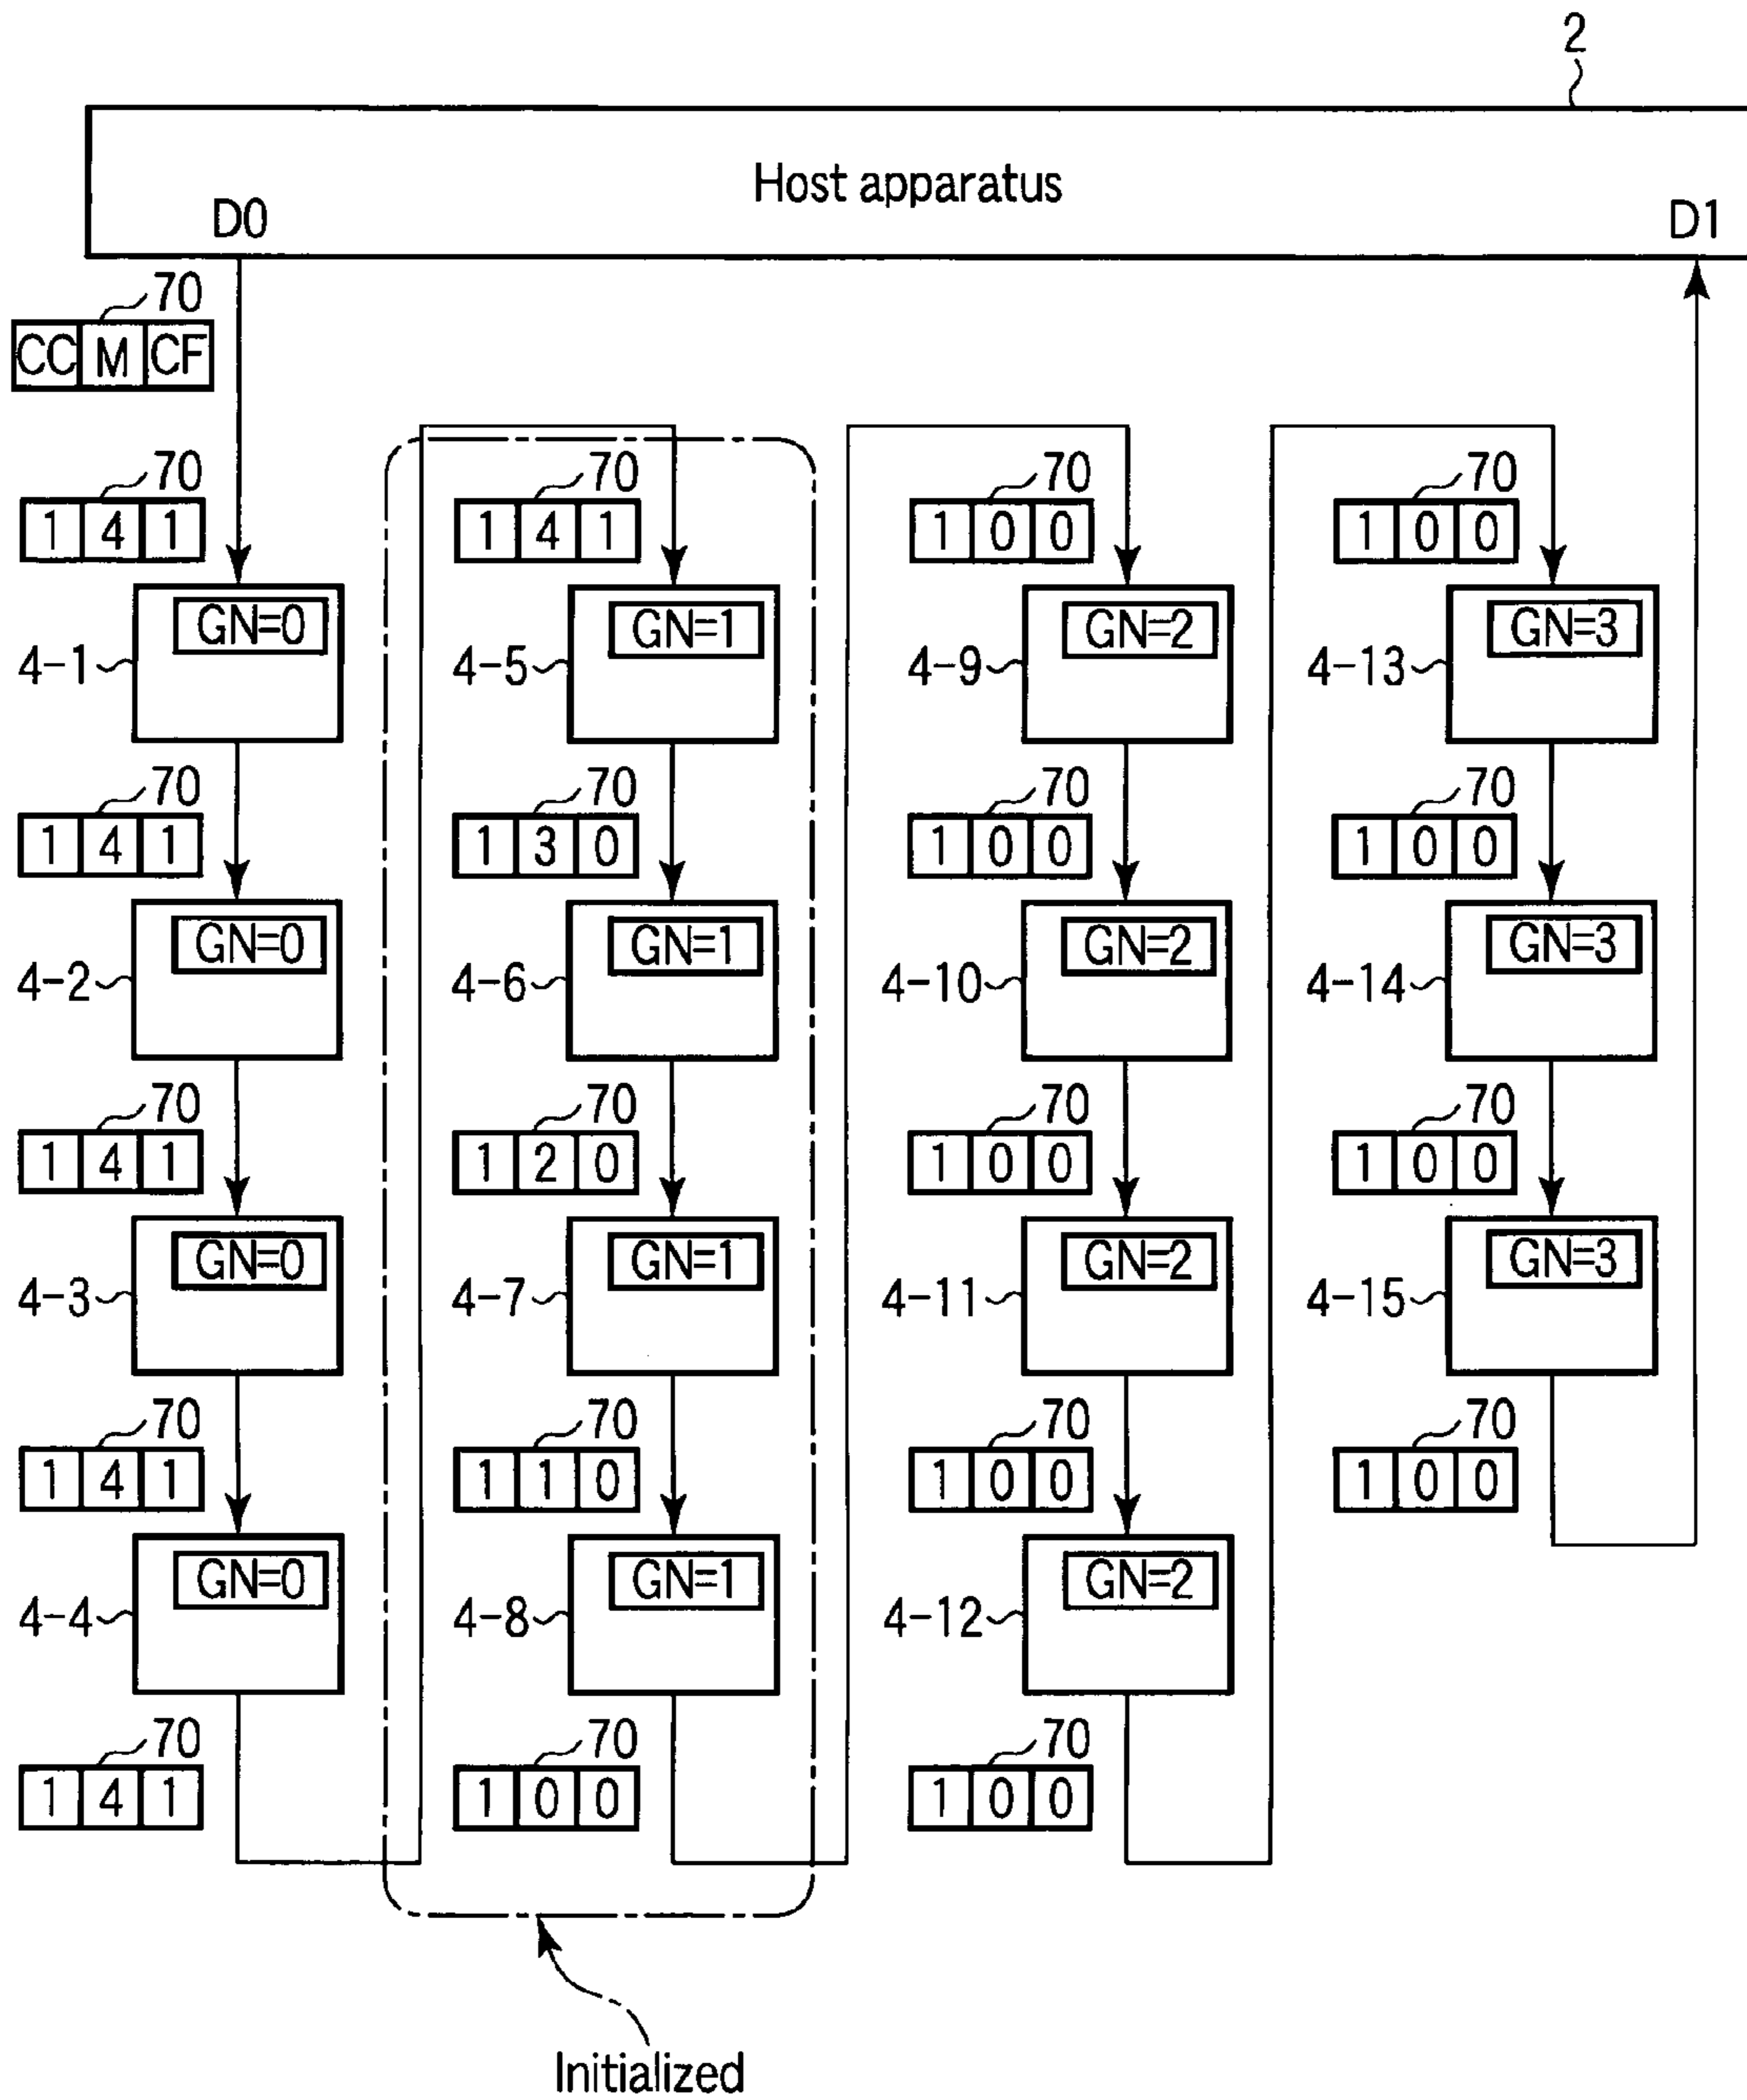 2
Host apparatus
D0
D1
70
CC M CF
70
1 4 1
70
1 4 1
70
1 0 0
70
1 0 0
GN=0
4-1
GN=1
4-5
GN=2
4-9
GN=3
4-13
70
1 4 1
70
1 3 0
70
1 0 0
70
1 0 0
GN=0
4-2
GN=1
4-6
GN=2
4-10
GN=3
4-14
70
1 4 1
70
1 2 0
70
1 0 0
70
1 0 0
GN=0
4-3
GN=1
4-7
GN=2
4-11
GN=3
4-15
70
1 4 1
70
1 1 0
70
1 0 0
70
1 0 0
GN=0
4-4
GN=1
4-8
GN=2
4-12
70
1 4 1
70
1 0 0
70
1 0 0
Initialized